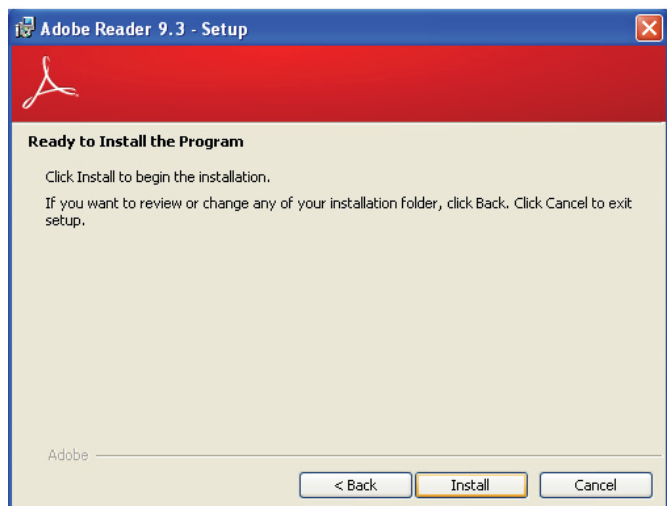 Adobe Reader 9.3 - Setup
Ready to Install the Program
Click Install to begin the installation.
If you want to review or change any of your installation folder, click Back. Click Cancel to exit
setup.
Adobe
< Back Install Cancel